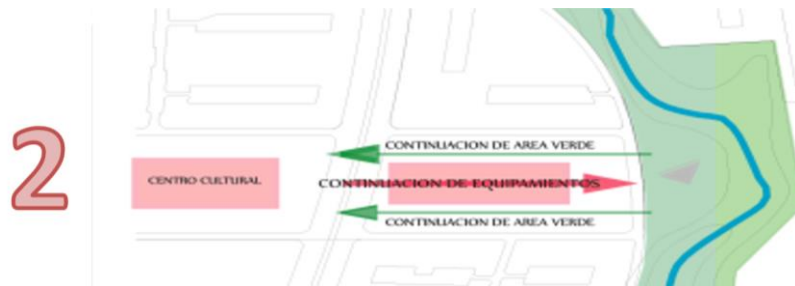 2
CONTINUACION DE AREA VERDE
CENTRO CULTURAL
CONTINUACION DE EQUIPAMIENTOS
CONTINUACION DE AREA VERDE